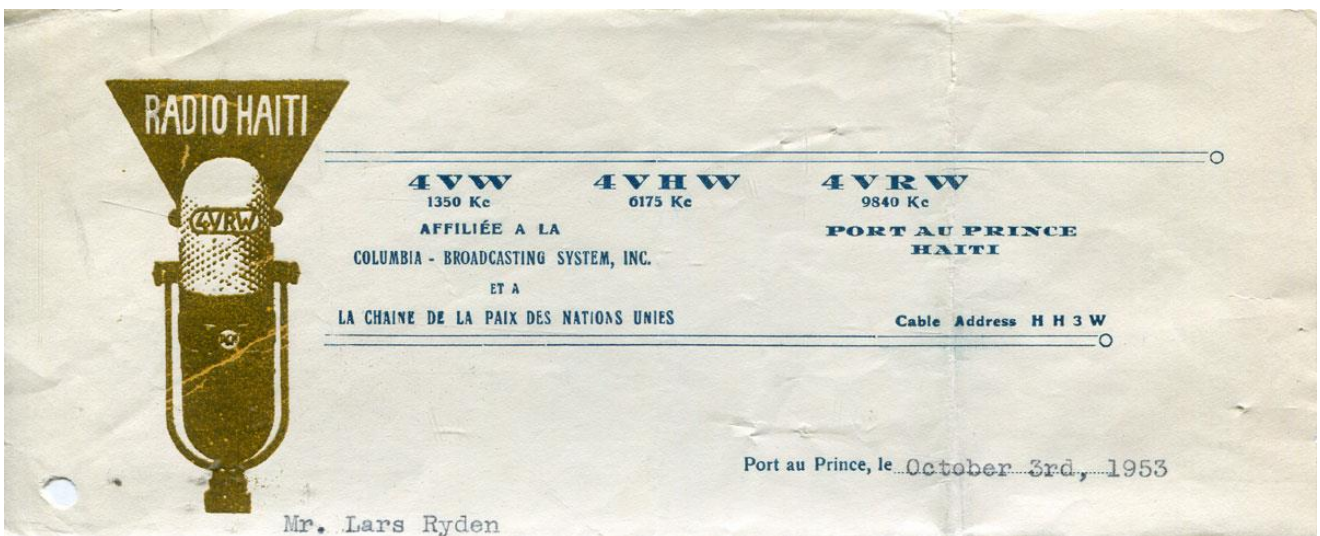 RADIO HAITI
4VRW
4VW 4VHW 4VRW
1350 Kc 6175 Kc 9840 Kc
AFFILIÉE A LA
COLUMBIA - BROADCASTING SYSTEM, INC.
ET A
LA CHAINE DE LA PAIX DES NATIONS UNIES
PORT AU PRINCE
HAITI
Cable Address H H 3 W
Port au Prince, le October 3rd, 1953
Mr. Lars Ryden